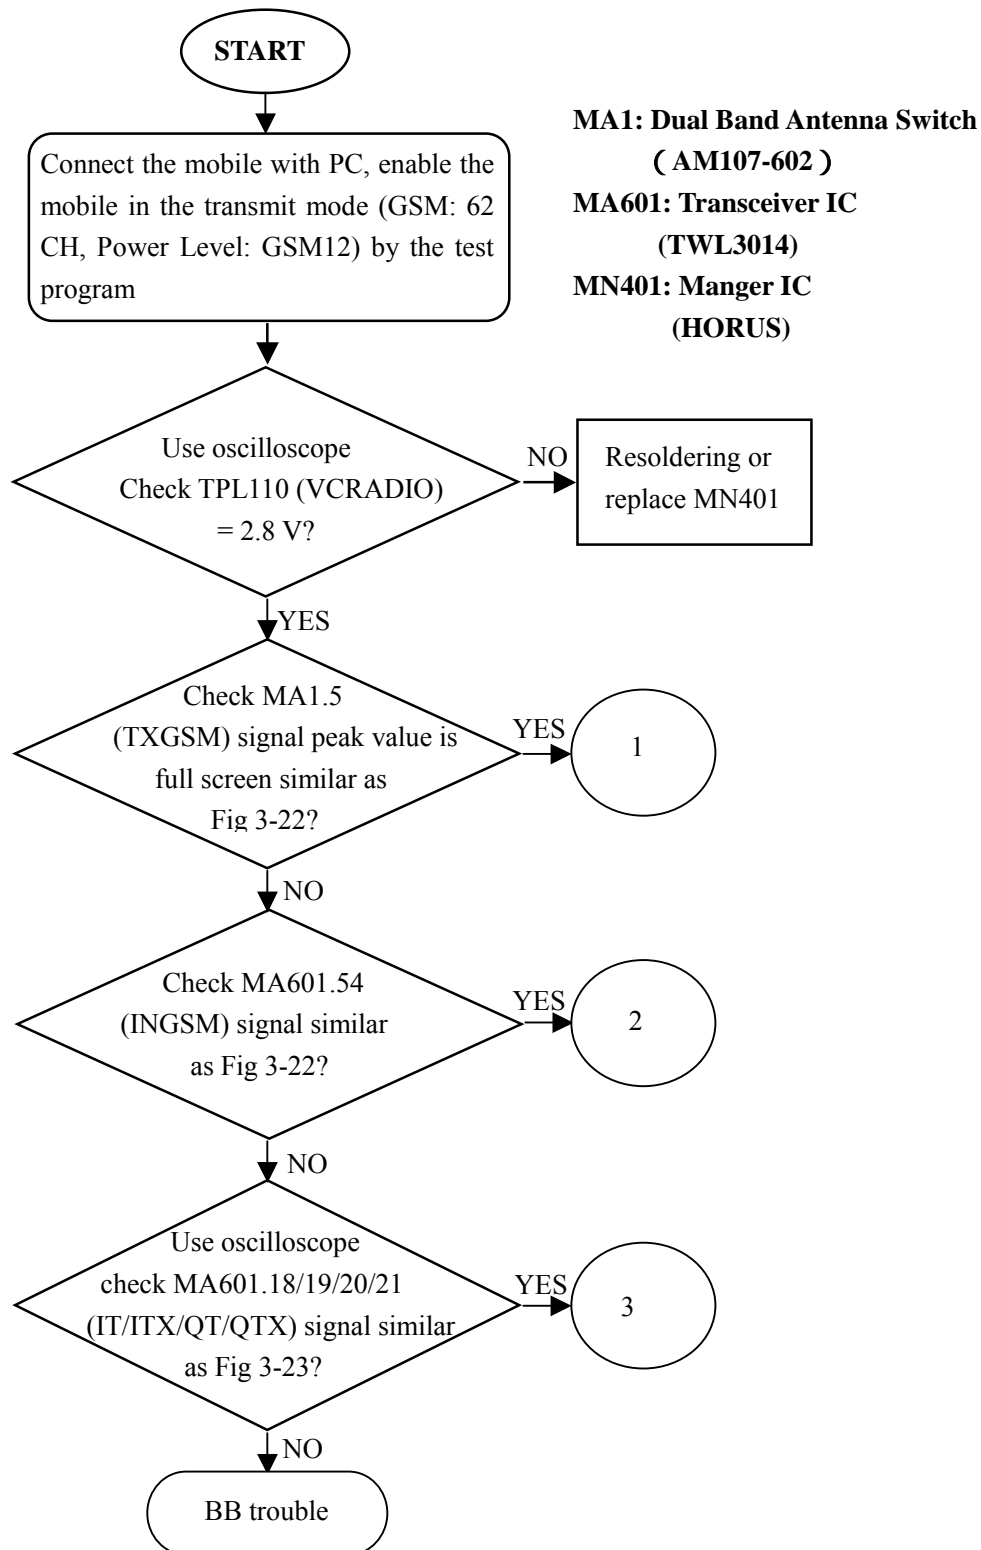 START
MA1: Dual Band Antenna Switch
( AM107-602 )
MA601: Transceiver IC
(TWL3014)
MN401: Manger IC
(HORUS)
Connect the mobile with PC, enable the
mobile in the transmit mode (GSM: 62
CH, Power Level: GSM12) by the test
program
Use oscilloscope
Check TPL110 (VCRADIO)
= 2.8 V?
NO
Resoldering or
replace MN401
YES
Check MA1.5
(TXGSM) signal peak value is
full screen similar as
Fig 3-22?
YES
1
NO
Check MA601.54
(INGSM) signal similar
as Fig 3-22?
YES
2
NO
Use oscilloscope
check MA601.18/19/20/21
(IT/ITX/QT/QTX) signal similar
as Fig 3-23?
YES
3
NO
BB trouble